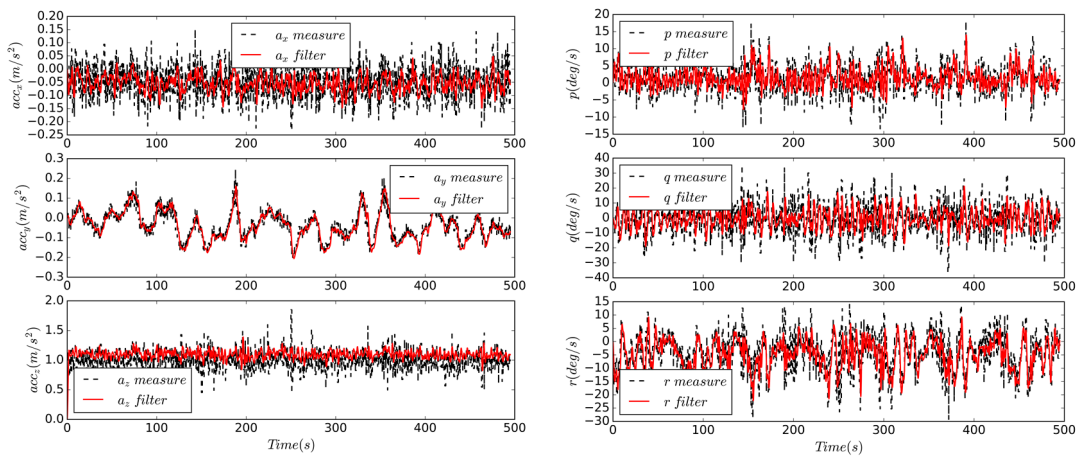 0.20
0.15
0.10
0.05
0.00
−0.05
−0.10
−0.15
−0.20
−0.25
acc_x(m/s^2)
a_x measure
a_x filter
0 100 200 300 400 500
0.3
0.2
0.1
0.0
−0.1
−0.2
−0.3
acc_y(m/s^2)
a_y measure
a_y filter
0 100 200 300 400 500
2.0
1.5
1.0
0.5
0.0
acc_z(m/s^2)
a_z measure
a_z filter
0 100 200 300 400 500
Time(s)
20
15
10
5
0
−5
−10
−15
p(deg/s)
p measure
p filter
0 100 200 300 400 500
40
30
20
10
0
−10
−20
−30
−40
q(deg/s)
q measure
q filter
0 100 200 300 400 500
15
10
5
0
−5
−10
−15
−20
−25
−30
r(deg/s)
r measure
r filter
0 100 200 300 400 500
Time(s)